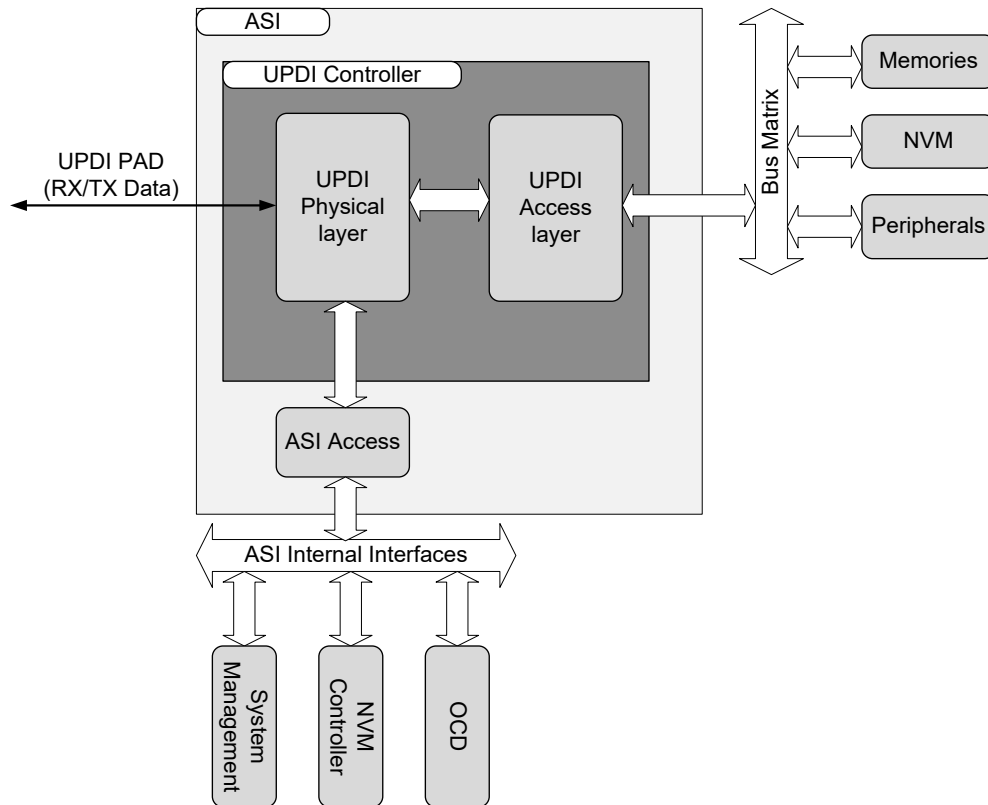 ASI
UPDI Controller
UPDI PAD
(RX/TX Data)
UPDI
Physical
layer
UPDI
Access
layer
Bus Matrix
Memories
NVM
Peripherals
ASI Access
ASI Internal Interfaces
System
Management
NVM
Controller
OCD